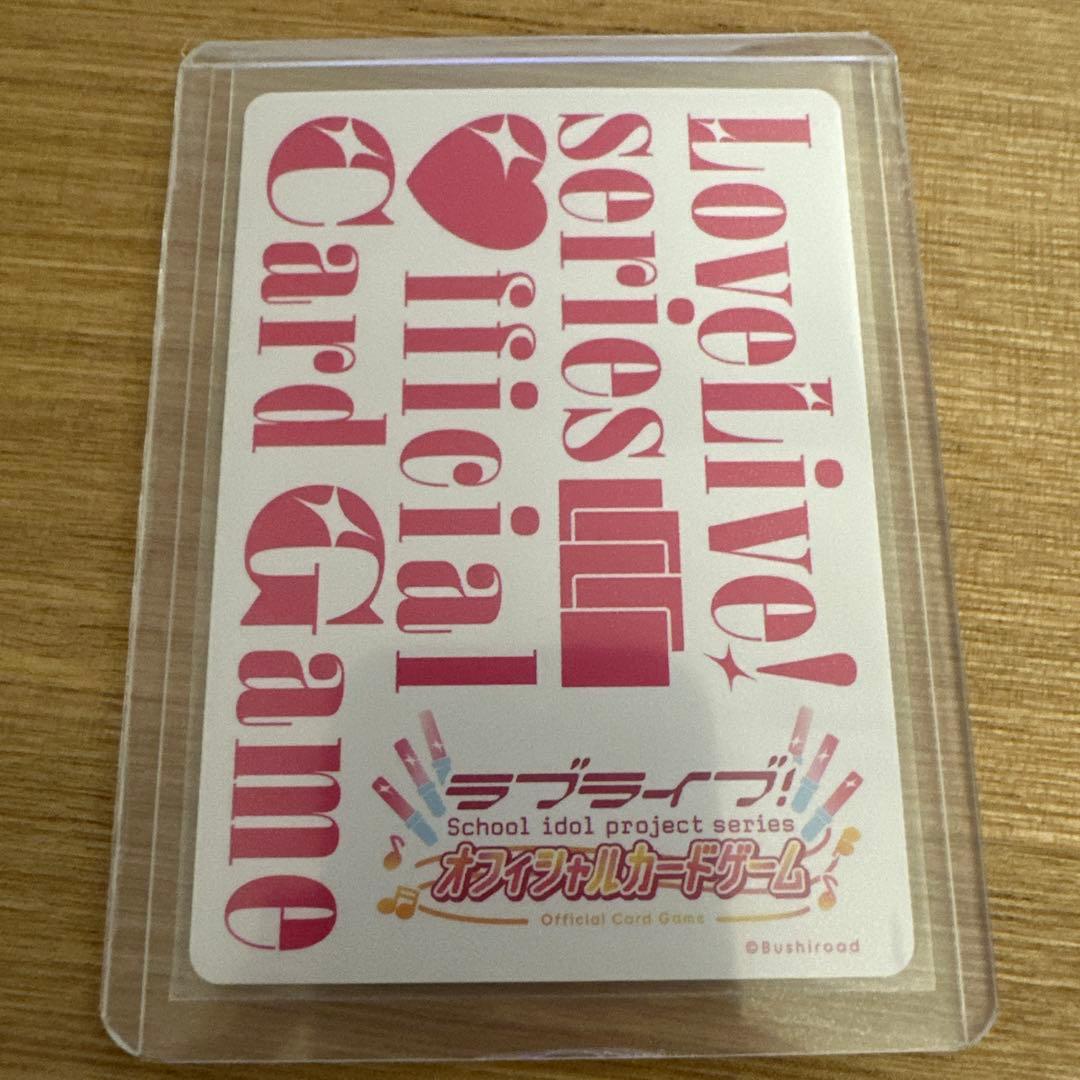 LoveLive!
series
♥fficial
Card Game
ラブライブ!
School idol project series
オフィシャルカードゲーム
Official Card Game
©Bushiroad